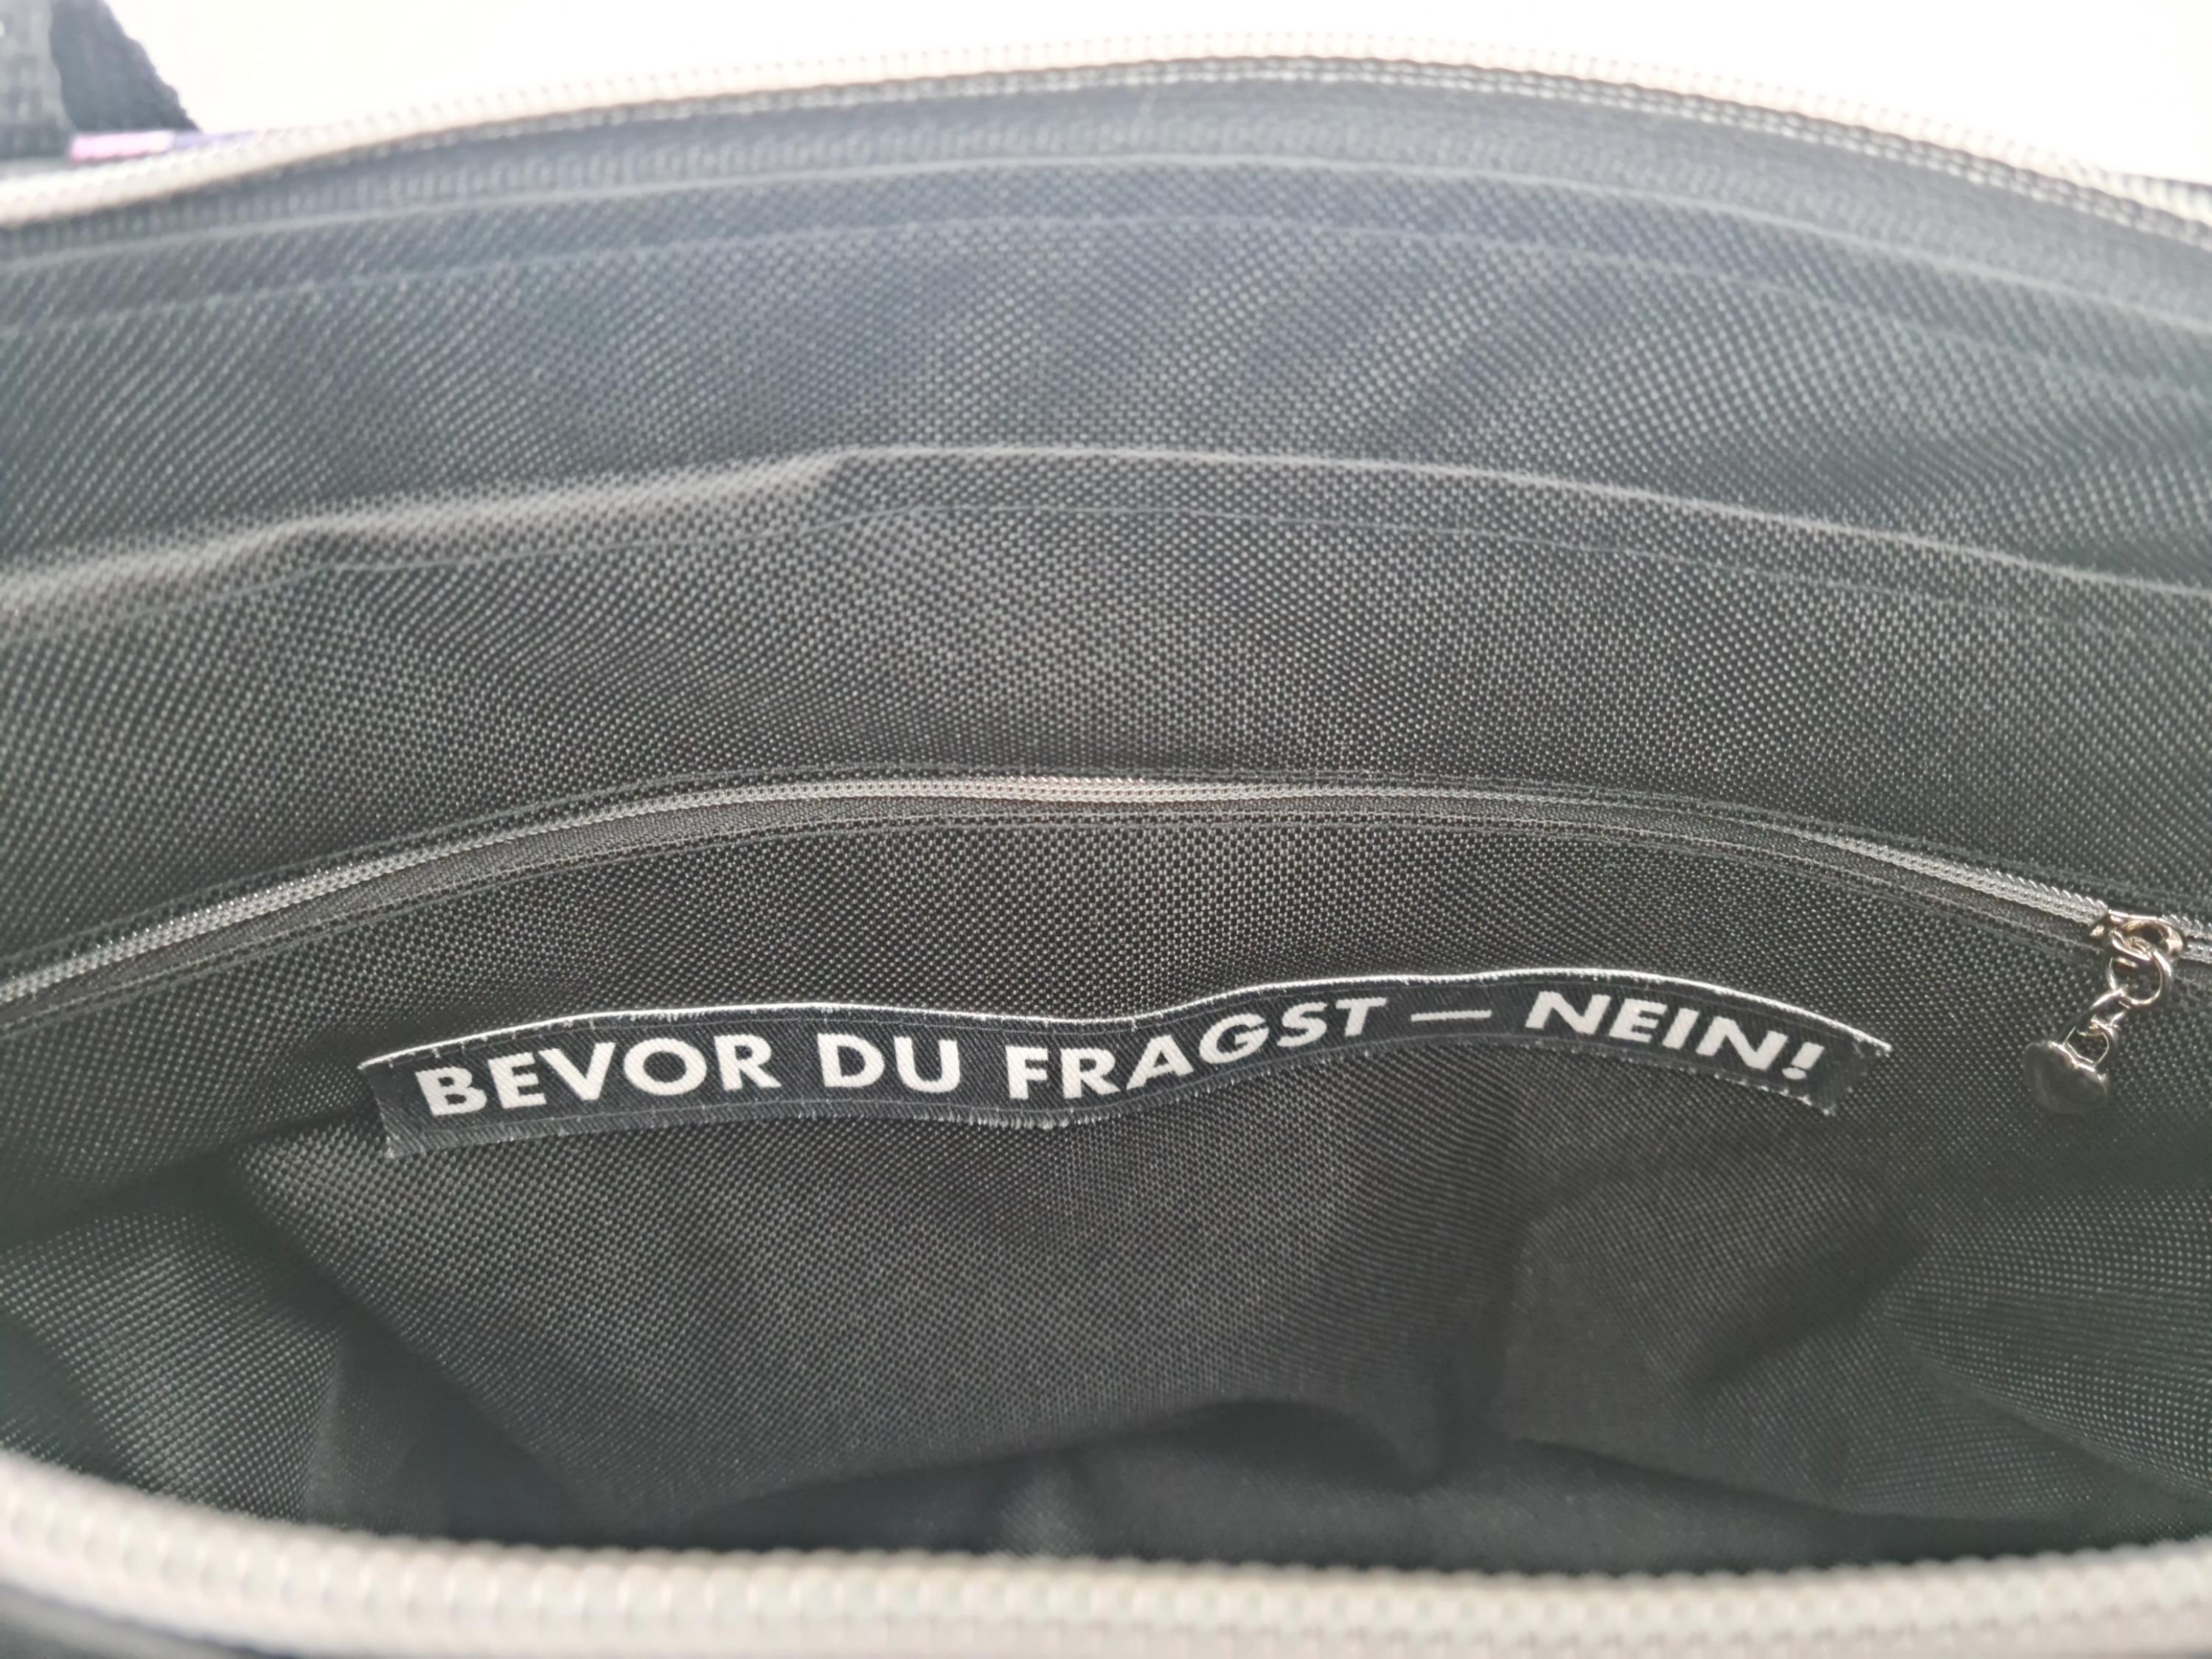 BEVOR DU FRAGST — NEIN!